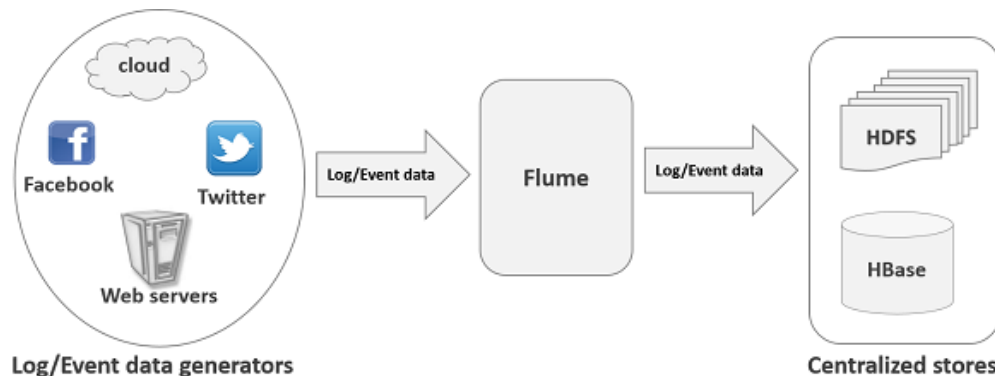 cloud
Facebook
Twitter
Web servers
Log/Event data generators
Log/Event data
Flume
Log/Event data
HDFS
HBase
Centralized stores